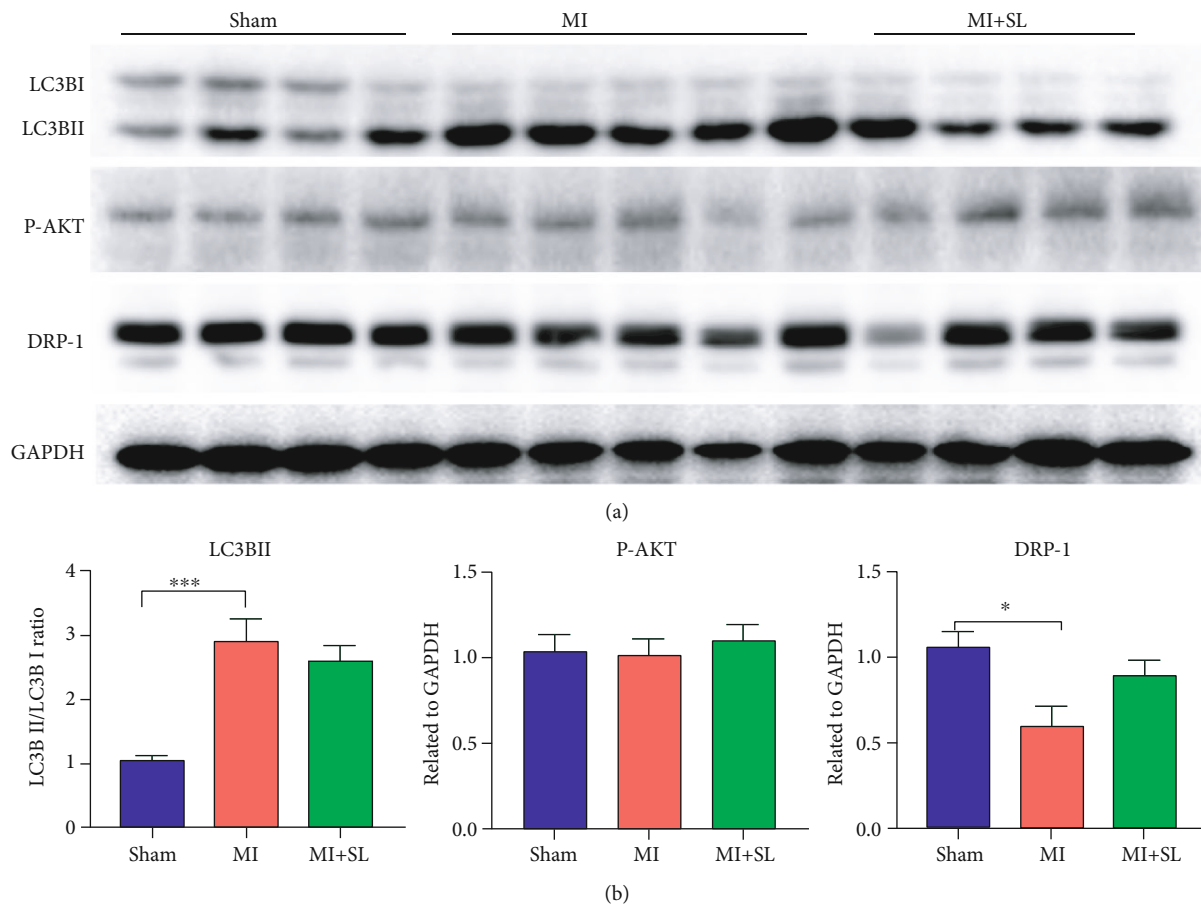 Sham MI MI+SL
LC3BI
LC3BII
P-AKT
DRP-1
GAPDH
(a)
LC3BII
LC3B II/LC3B I ratio
4
3
2
1
0
***
Sham MI MI+SL
P-AKT
Related to GAPDH
1.5
1.0
0.5
0.0
Sham MI MI+SL
DRP-1
Related to GAPDH
1.5
1.0
0.5
0.0
*
Sham MI MI+SL
(b)